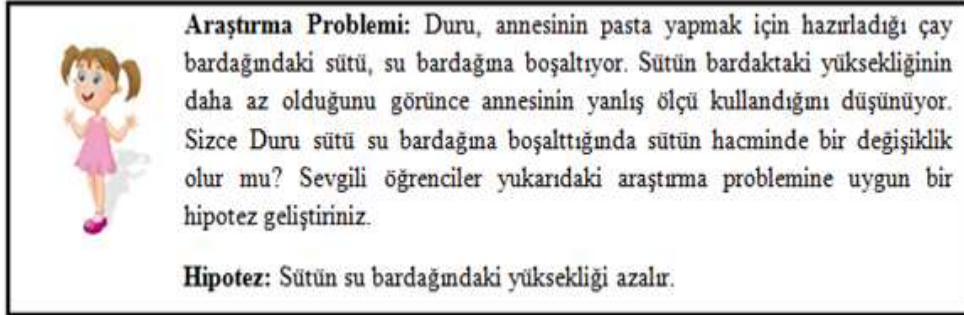 Araştırma Problemi: Duru, annesinin pasta yapmak için hazırladığı çay
bardağındaki sütü, su bardağına boşaltıyor. Sütün bardaktaki yüksekliğinin
daha az olduğunu görünce annesinin yanlış ölçü kullandığını düşünüyor.
Sizce Duru sütü su bardağına boşalttığında sütün hacminde bir değişiklik
olur mu? Sevgili öğrenciler yukarıdaki araştırma problemine uygun bir
hipotez geliştiriniz.
Hipotez: Sütün su bardağındaki yüksekliği azalır.